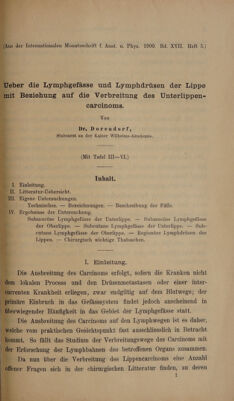 (Aus der Internationalen Monatsschrift f. Anat. u. Phys. 1900. Bd. XVII. Heft 5.)
Ueber die Lymphgefässe und Lymphdrüsen der Lippe
mit Beziehung auf die Verbreitung des Unterlippen-
carcinoms.
Von
Dr. Dorendorf,
Stabsarzt an der Kaiser Wilhelms-Akademie.
(Mit Tafel III—VI.)
Inhalt.
I. Einleitung.
II. Litteratur-Uebersicht.
III. Eigene Untersuchungen.
Technisches. — Bezeichnungen. — Beschreibung der Fälle.
IV. Ergebnisse der Untersuchung.
Submucöse Lymphgefässe der Unterlippe. — Submucöse Lymphgefässe
der Oberlippe. — Subcutane Lymphgefässe der Unterlippe. — Sub-
cutane Lymphgefässe der Oberlippe. — Regionäre Lymphdrüsen der
Lippen. — Chirurgisch wichtige Thatsachen.
I. Einleitung.
Die Ausbreitung des Carcinoms erfolgt, sofern die Kranken nicht
dem lokalen Process und den Drüsenmetastasen oder einer inter-
currenten Krankheit erliegen, zwar endgültig auf dem Blutwege; der
primäre Einbruch in das Gefässsystem findet jedoch anscheinend in
überwiegender Häufigkeit in das Gebiet der Lymphgefässe statt.
Die Ausbreitung des Carcinoms auf den Lymphwegen ist es daher,
welche vom praktischen Gesichtspunkt fast ausschliesslich in Betracht
kommt. So fällt das Studium der Verbreitungswege des Carcinoms mit
der Erforschung der Lymphbahnen des betroffenen Organs zusammen.
Da nun über die Verbreitung des Lippencarcinoms eine Anzahl
offener Fragen sich in der chirurgischen Litteratur finden, zu deren
1